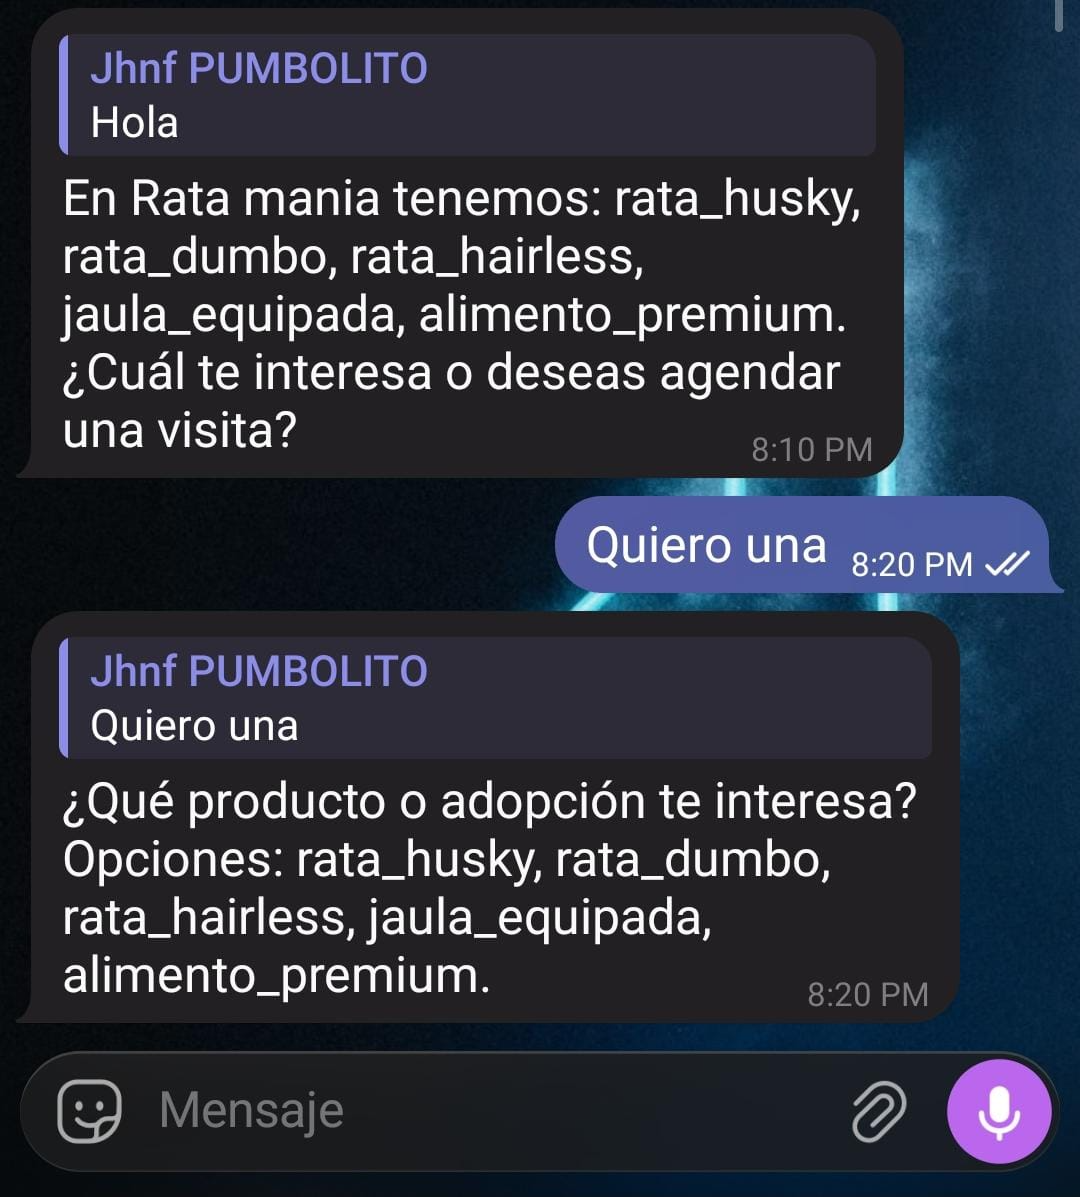 Jhnf PUMBOLITO
Hola
En Rata mania tenemos: rata_husky,
rata_dumbo, rata_hairless,
jaula_equipada, alimento_premium.
¿Cuál te interesa o deseas agendar
una visita?
8:10 PM
Quiero una 8:20 PM
Jhnf PUMBOLITO
Quiero una
¿Qué producto o adopción te interesa?
Opciones: rata_husky, rata_dumbo,
rata_hairless, jaula_equipada,
alimento_premium.
8:20 PM
Mensaje